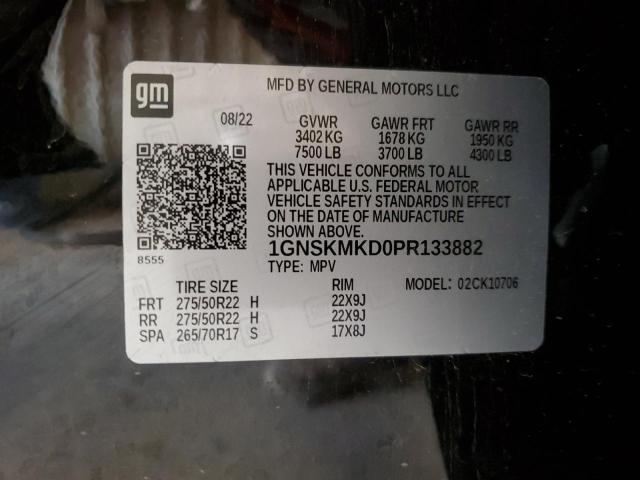 gm
MFD BY GENERAL MOTORS LLC
08/22 GVWR GAWR FRT GAWR RR
3402 KG 1678 KG 1950 KG
7500 LB 3700 LB 4300 LB
THIS VEHICLE CONFORMS TO ALL
APPLICABLE U.S. FEDERAL MOTOR
VEHICLE SAFETY STANDARDS IN EFFECT
ON THE DATE OF MANUFACTURE
SHOWN ABOVE.
8555
1GNSKMKD0PR133882
TYPE: MPV
TIRE SIZE RIM MODEL: 02CK10706
FRT 275/50R22 H 22X9J
RR 275/50R22 H 22X9J
SPA 265/70R17 S 17X8J